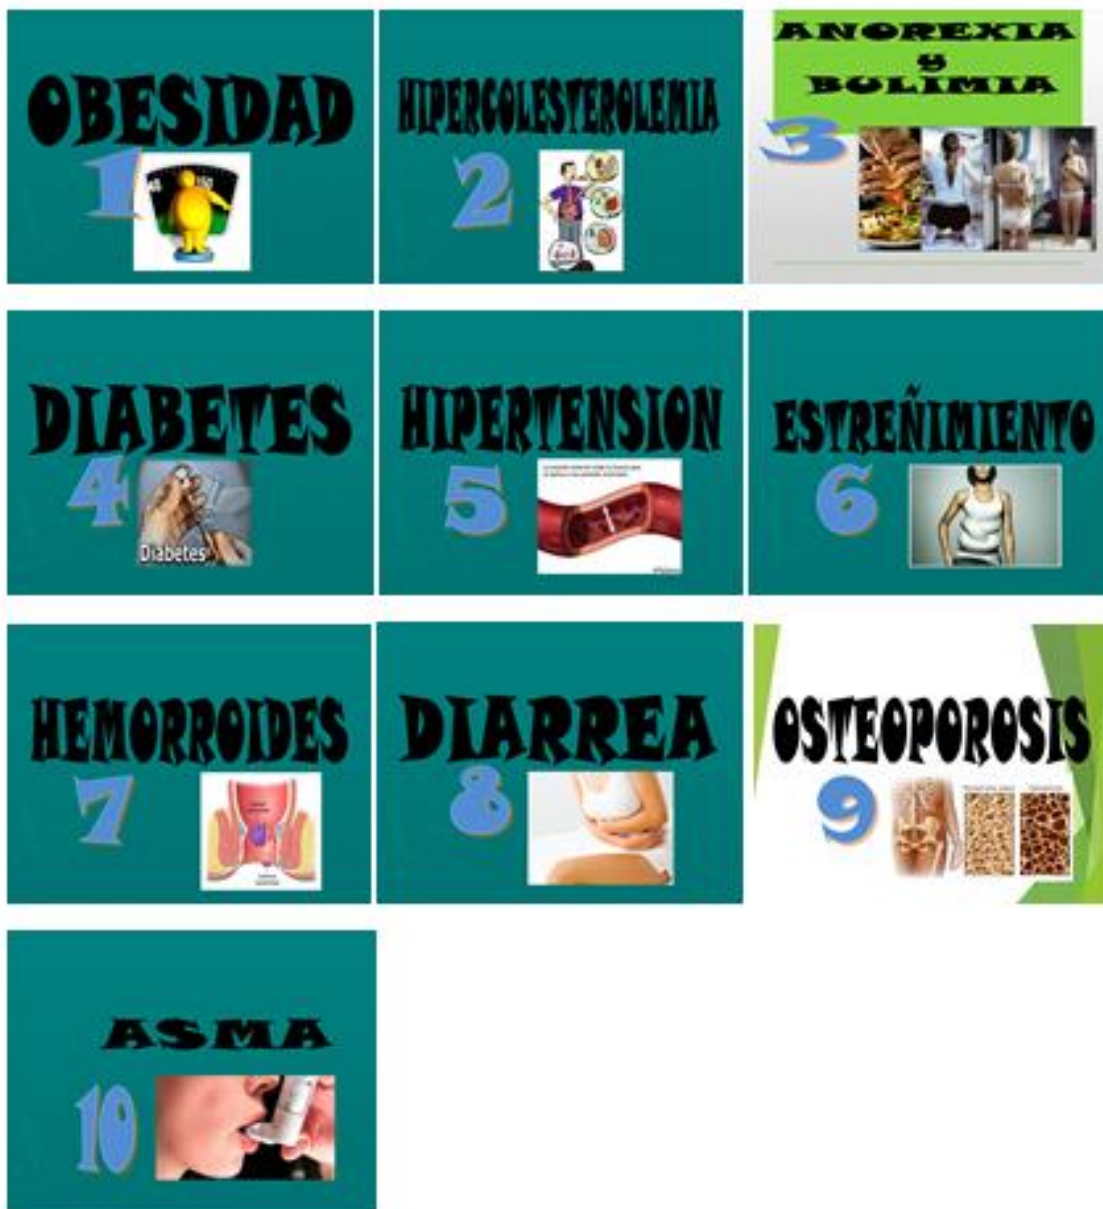 OBESIDAD
1
HIPERCOLESTEROLEMIA
2
ANOREXIA
y
BULIMIA
3
DIABETES
4
Diabetes
HIPERTENSION
5
ESTREÑIMIENTO
6
HEMORROIDES
7
DIARREA
8
OSTEOPOROSIS
9
ASMA
10